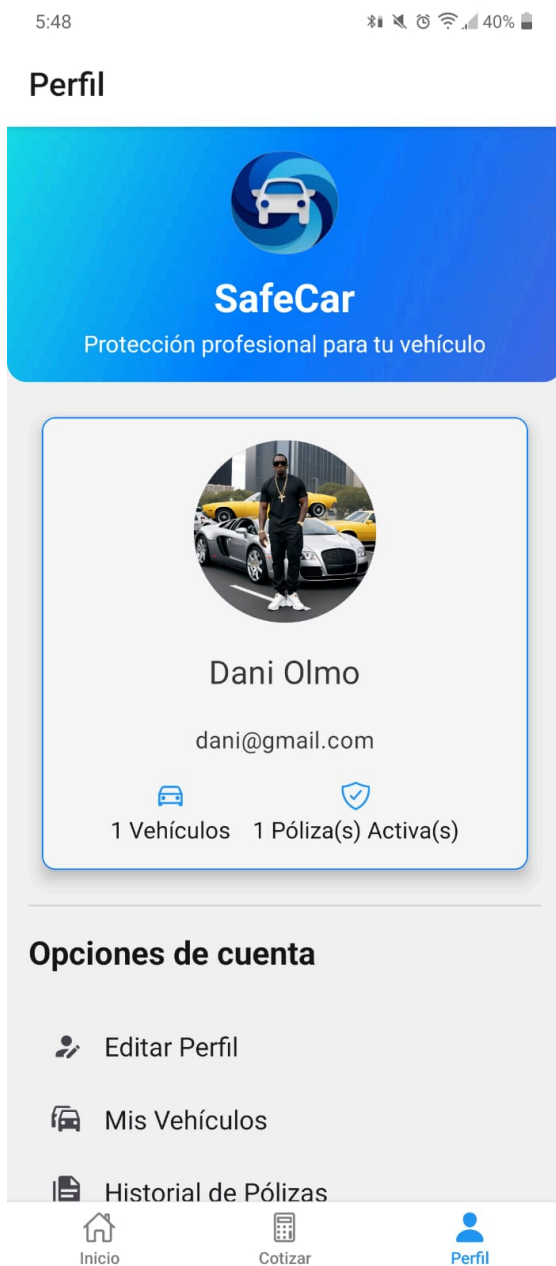 5:48
40%
Perfil
SafeCar
Protección profesional para tu vehículo
Dani Olmo
dani@gmail.com
1 Vehículos 1 Póliza(s) Activa(s)
Opciones de cuenta
Editar Perfil
Mis Vehículos
Historial de Pólizas
Inicio Cotizar Perfil